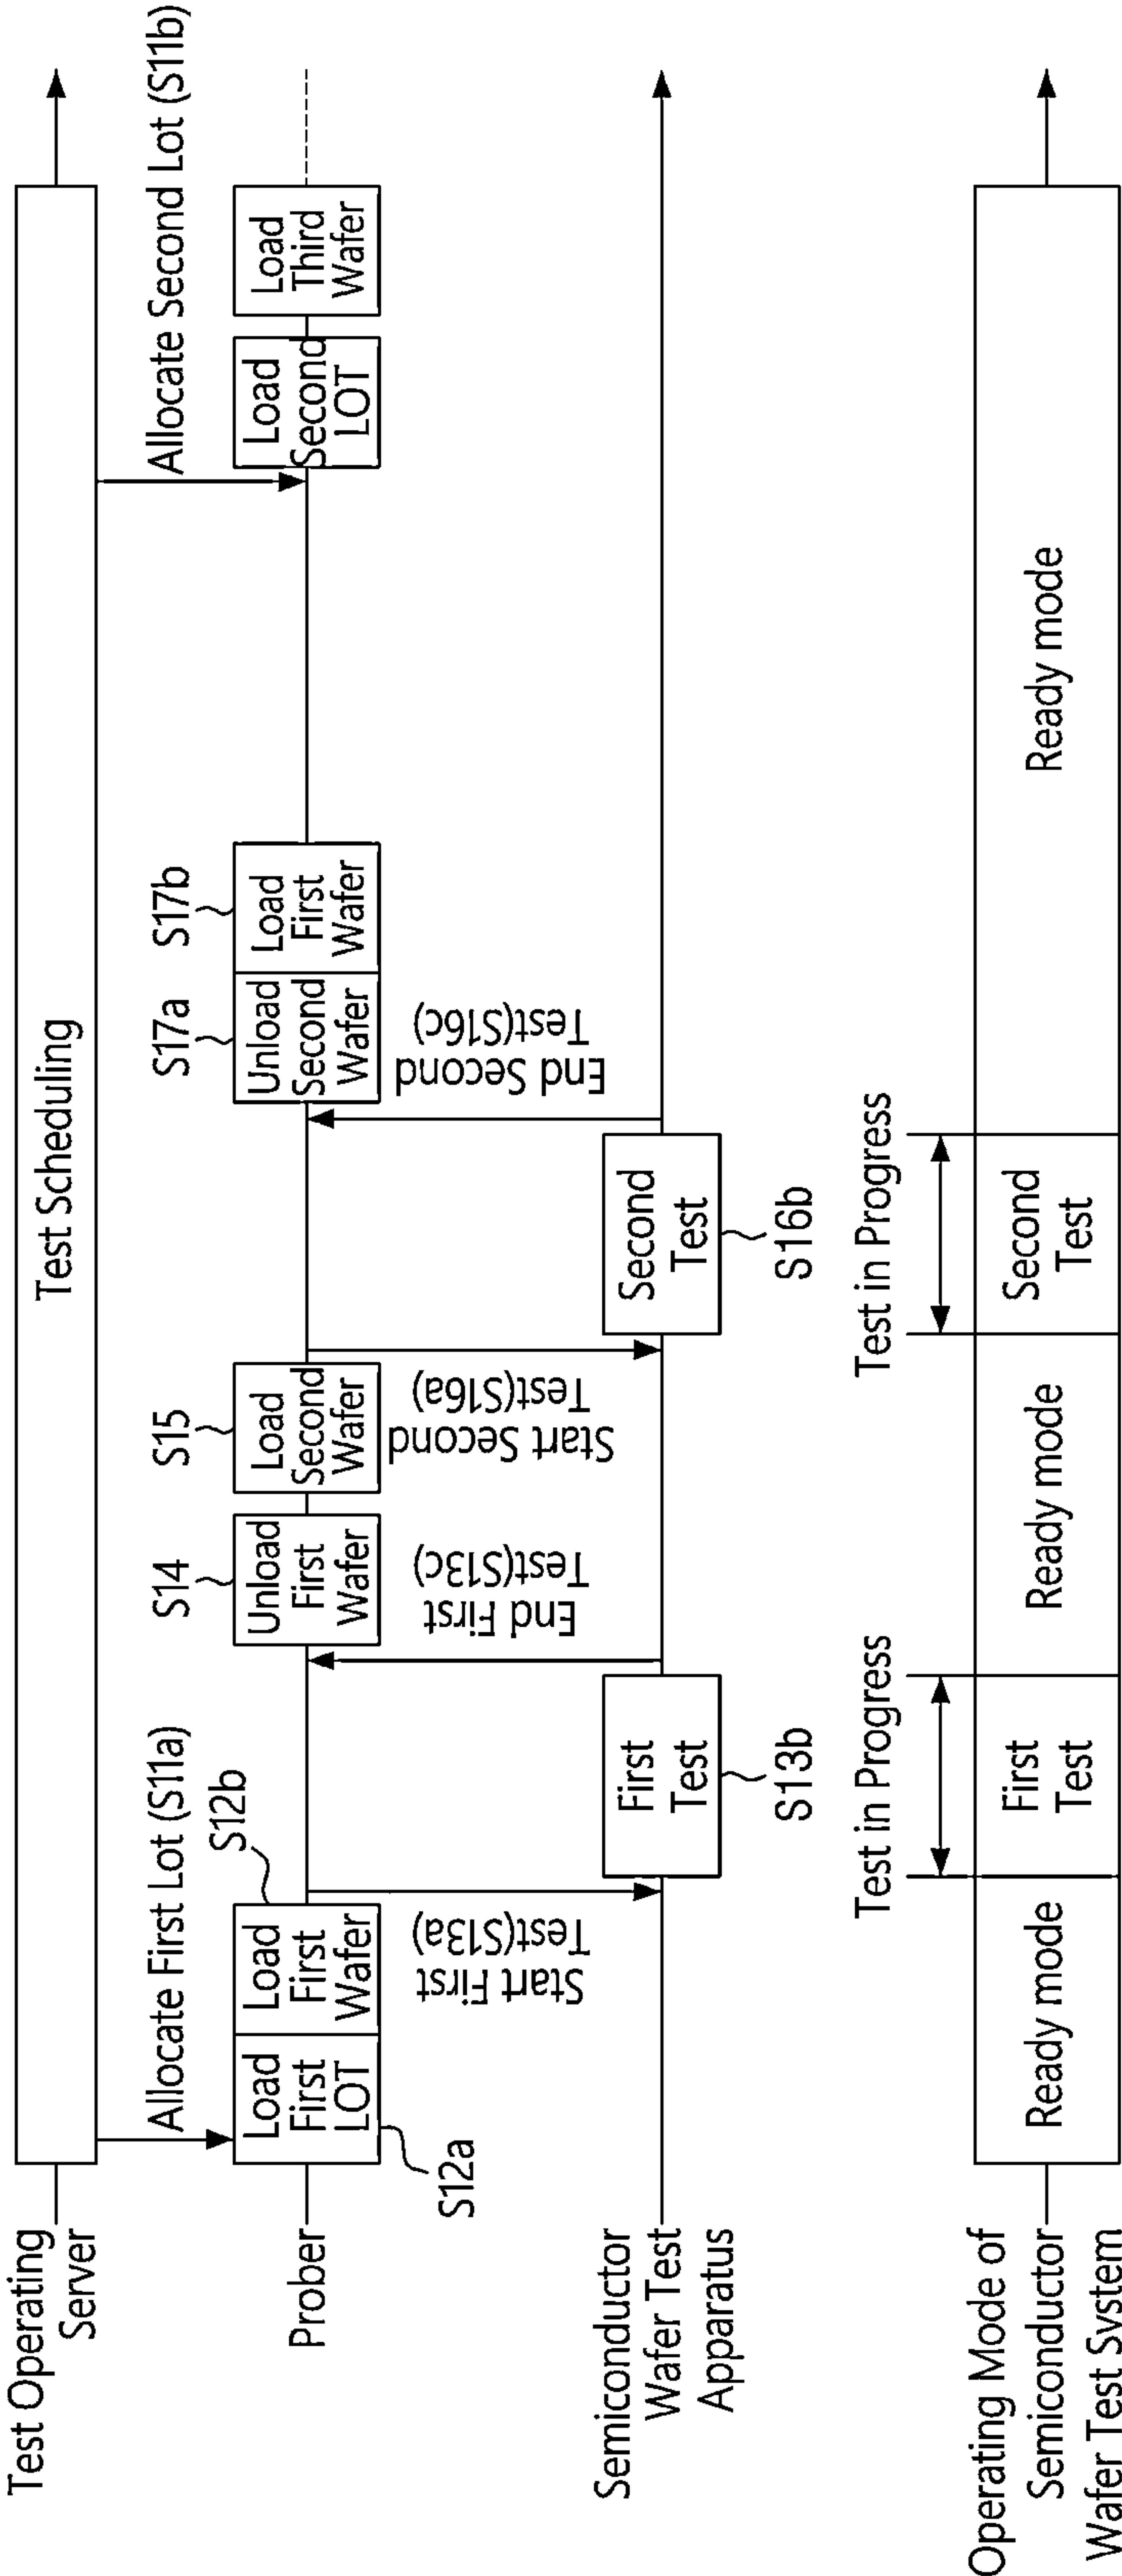 Test Operating
Server
Test Scheduling
Allocate First Lot (S11a)
Allocate Second Lot (S11b)
S12b
S14
S15
S17a
S17b
Prober
Load
First
LOT
Load
First
Wafer
Unload
First
Wafer
Load
Second
Wafer
Unload
Second
Wafer
Load
First
Wafer
Load
Second
LOT
Load
Third
Wafer
S12a
Start First
Test(S13a)
End First
Test(S13c)
Start Second
Test(S16a)
End Second
Test(S16c)
Semiconductor
Wafer Test
Apparatus
First
Test
Second
Test
S13b
S16b
Test in Progress
Test in Progress
Operating Mode of
Semiconductor
Wafer Test System
Ready mode
First
Test
Ready mode
Second
Test
Ready mode